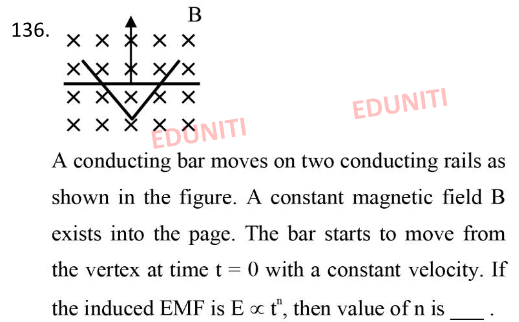 B
136.
EDUNITI
EDUNITI
A conducting bar moves on two conducting rails as
shown in the figure. A constant magnetic field B
exists into the page. The bar starts to move from
the vertex at time t = 0 with a constant velocity. If
the induced EMF is E ∝ tⁿ, then value of n is ___ .